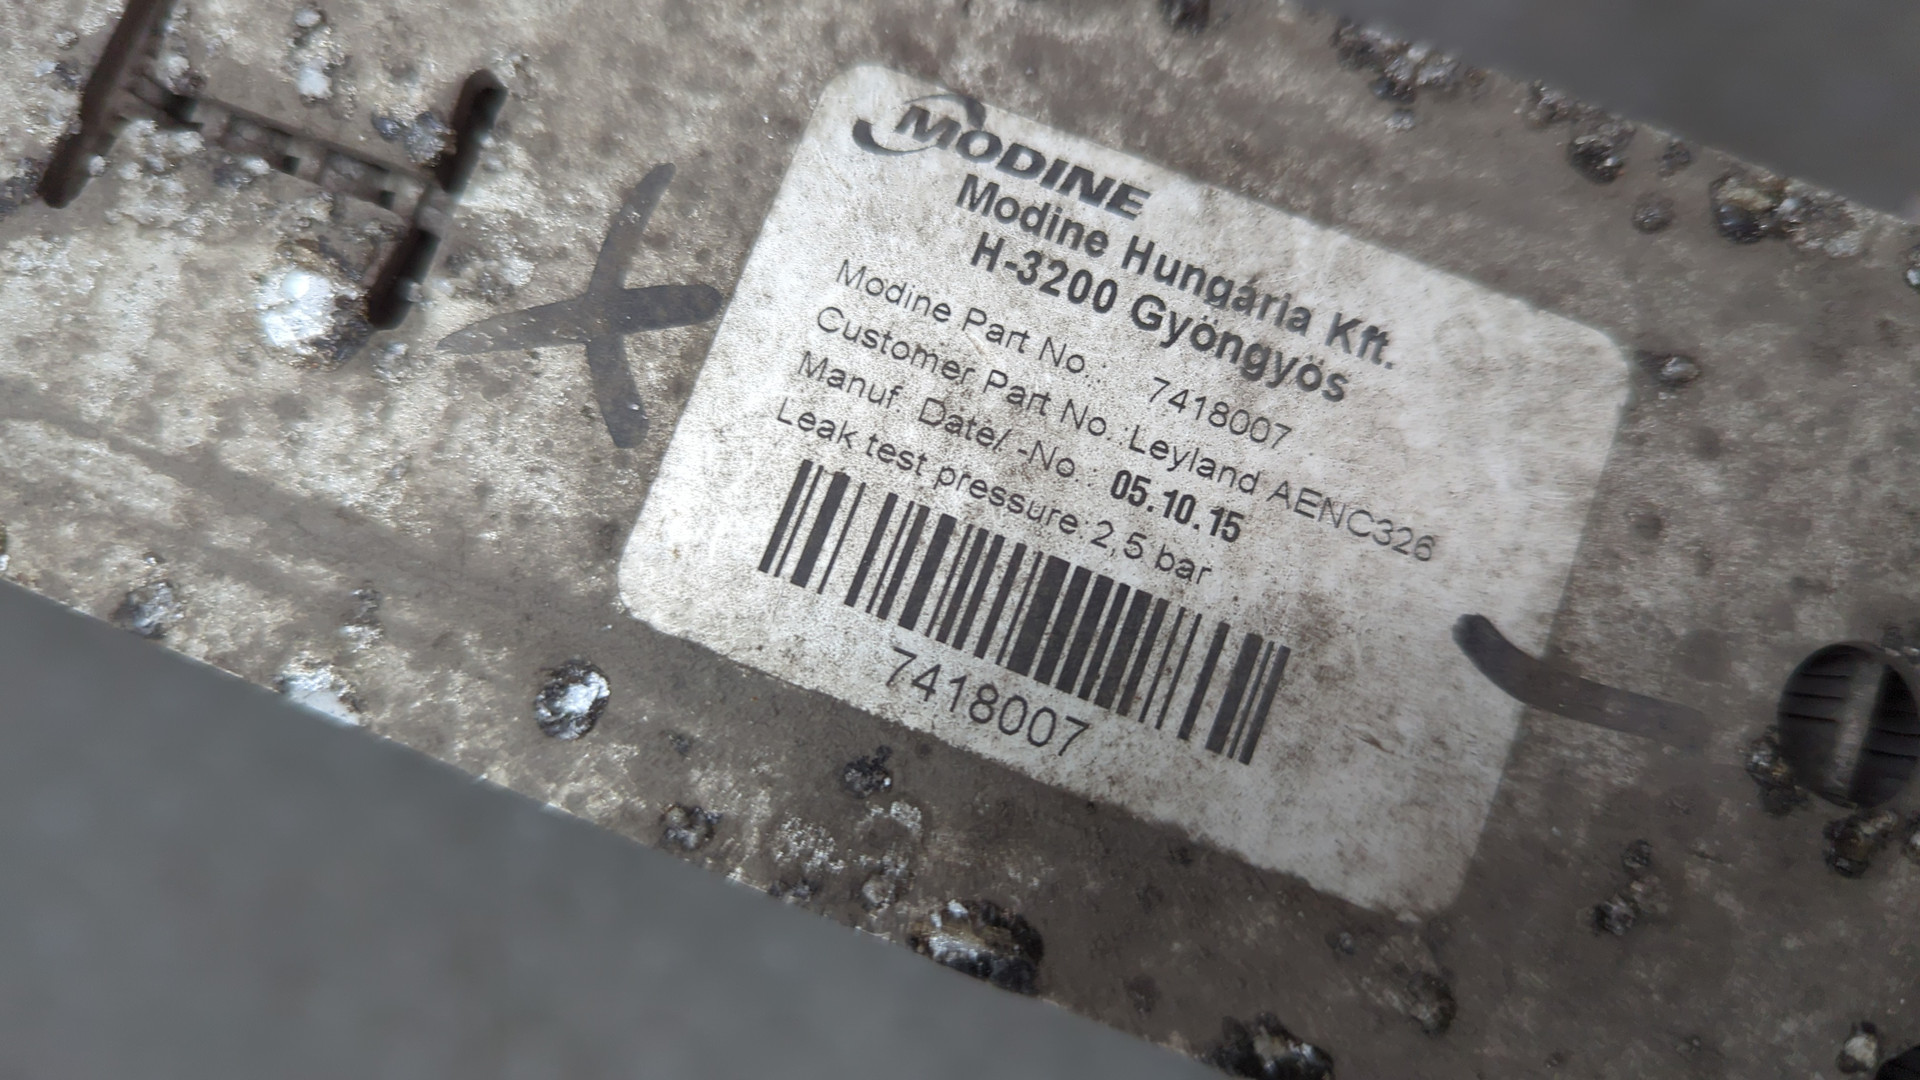 MODINE
Modine Hungária Kft.
H-3200 Gyöngyös
Modine Part No.: 7418007
Customer Part No.:Leyland AENC326
Manuf. Date/ -No.: 05.10.15
Leak test pressure:2,5 bar
7418007